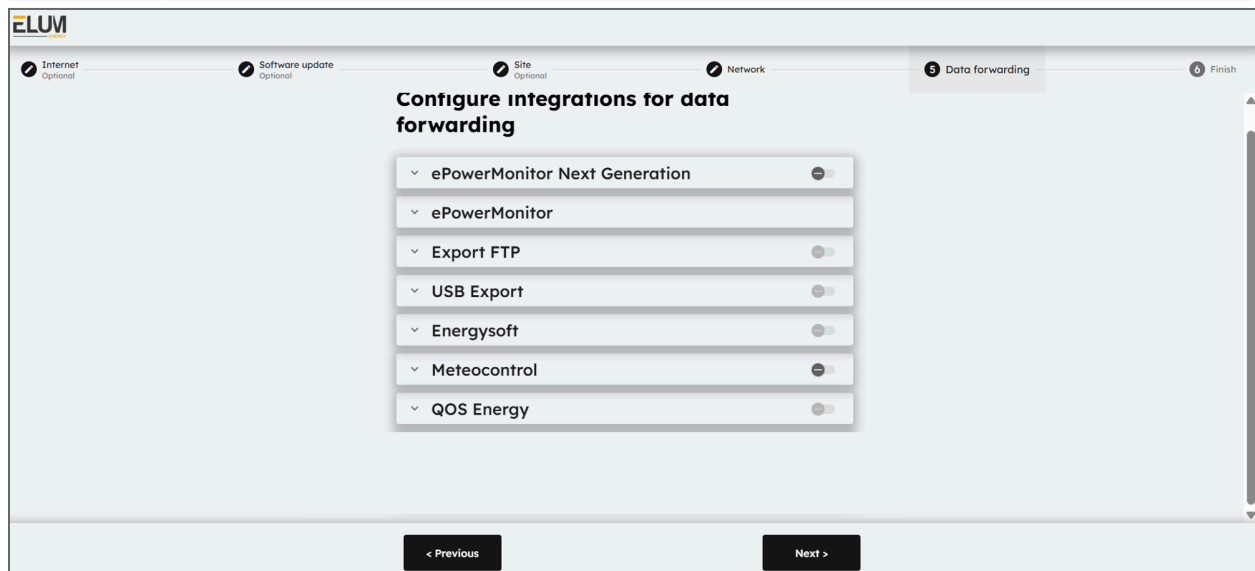 ELUM
ENERGY
Internet
Optional
Software update
Optional
Site
Optional
Network
5 Data forwarding
6 Finish
Configure integrations for data
forwarding
ePowerMonitor Next Generation
ePowerMonitor
Export FTP
USB Export
Energysoft
Meteocontrol
QOS Energy
< Previous
Next >